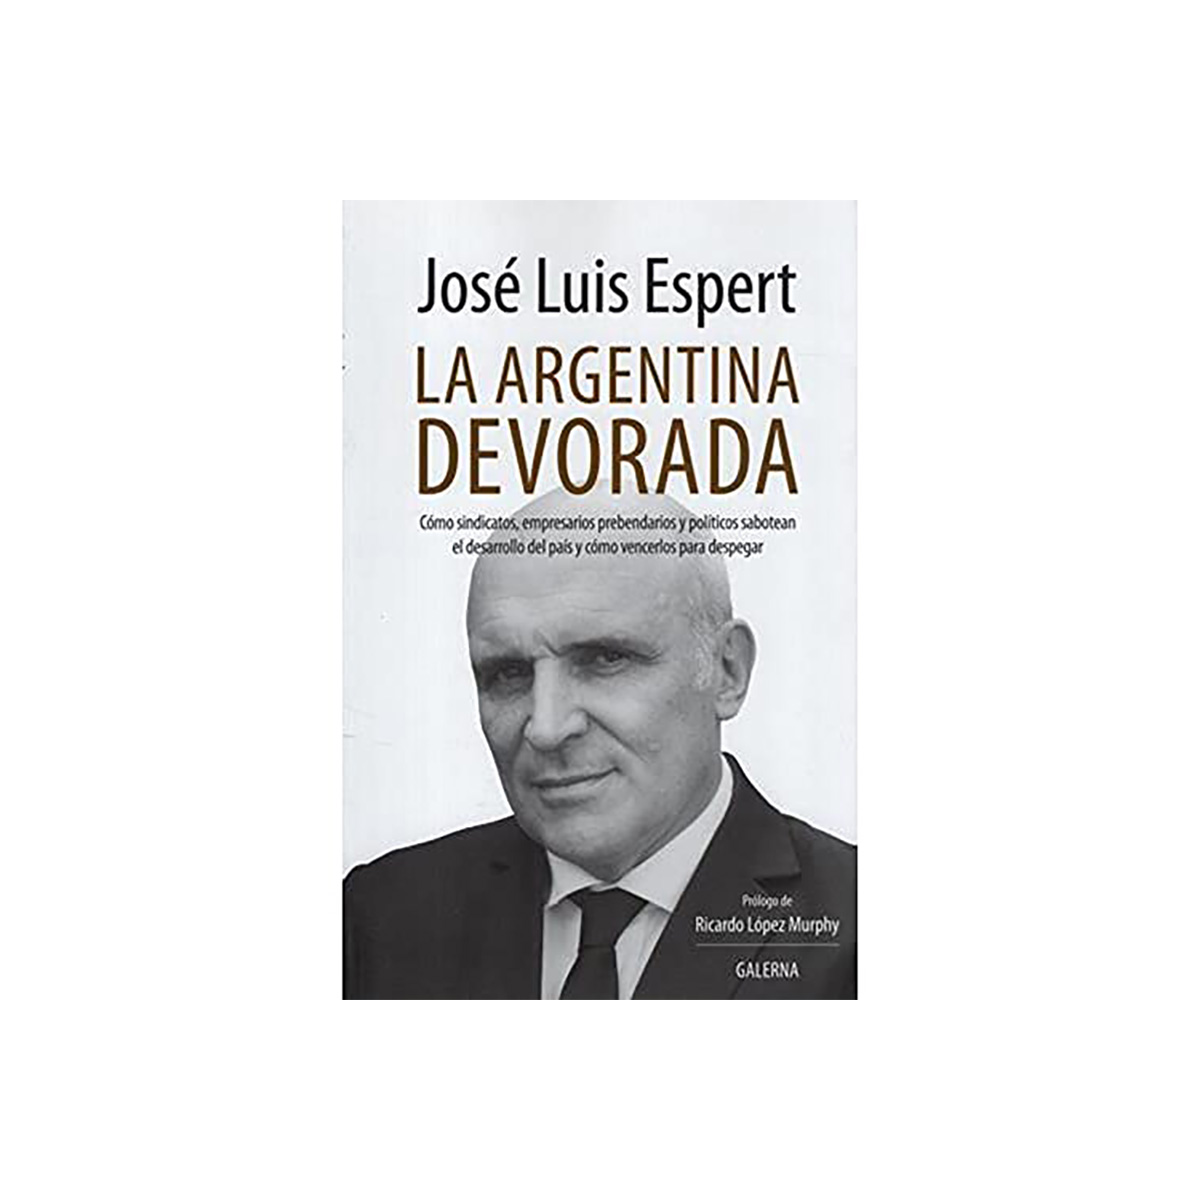 José Luis Espert
LA ARGENTINA
DEVORADA
Cómo sindicatos, empresarios prebendarios y políticos sabotean
el desarrollo del país y cómo vencerlos para despegar
Prólogo de
Ricardo López Murphy
GALERNA